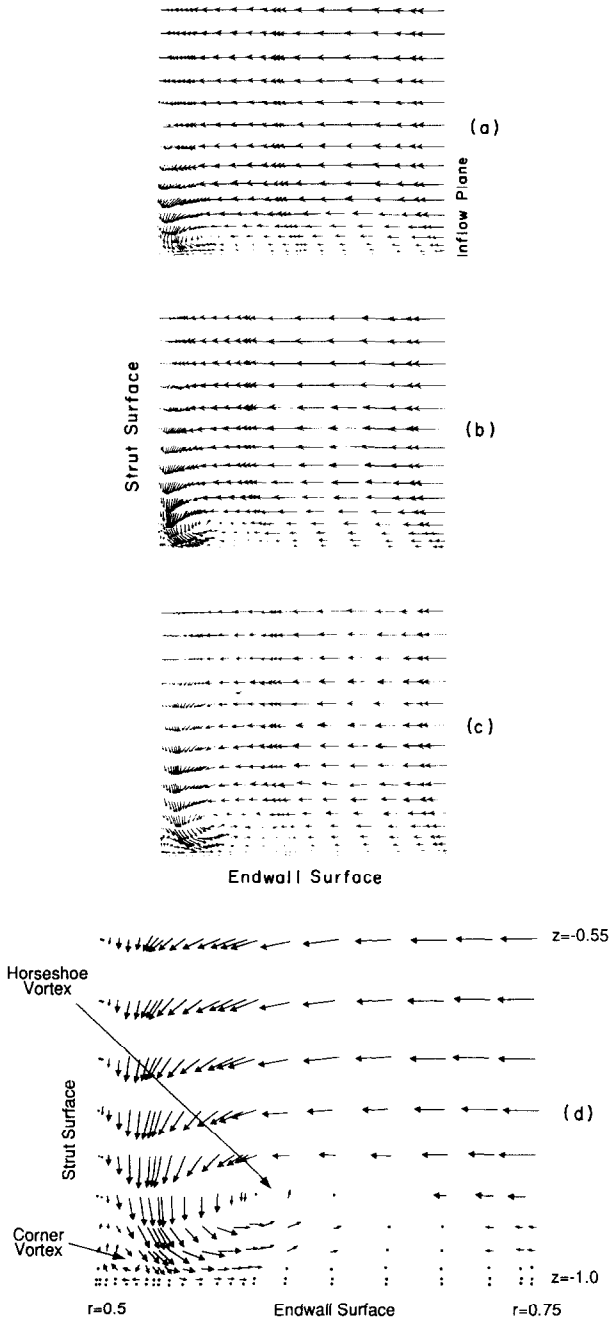 (a)
Inflow Plane
Strut Surface
(b)
(c)
Endwall Surface
z=-0.55
Horseshoe
Vortex
Strut Surface
(d)
Corner
Vortex
z=-1.0
r=0.5
Endwall Surface
r=0.75